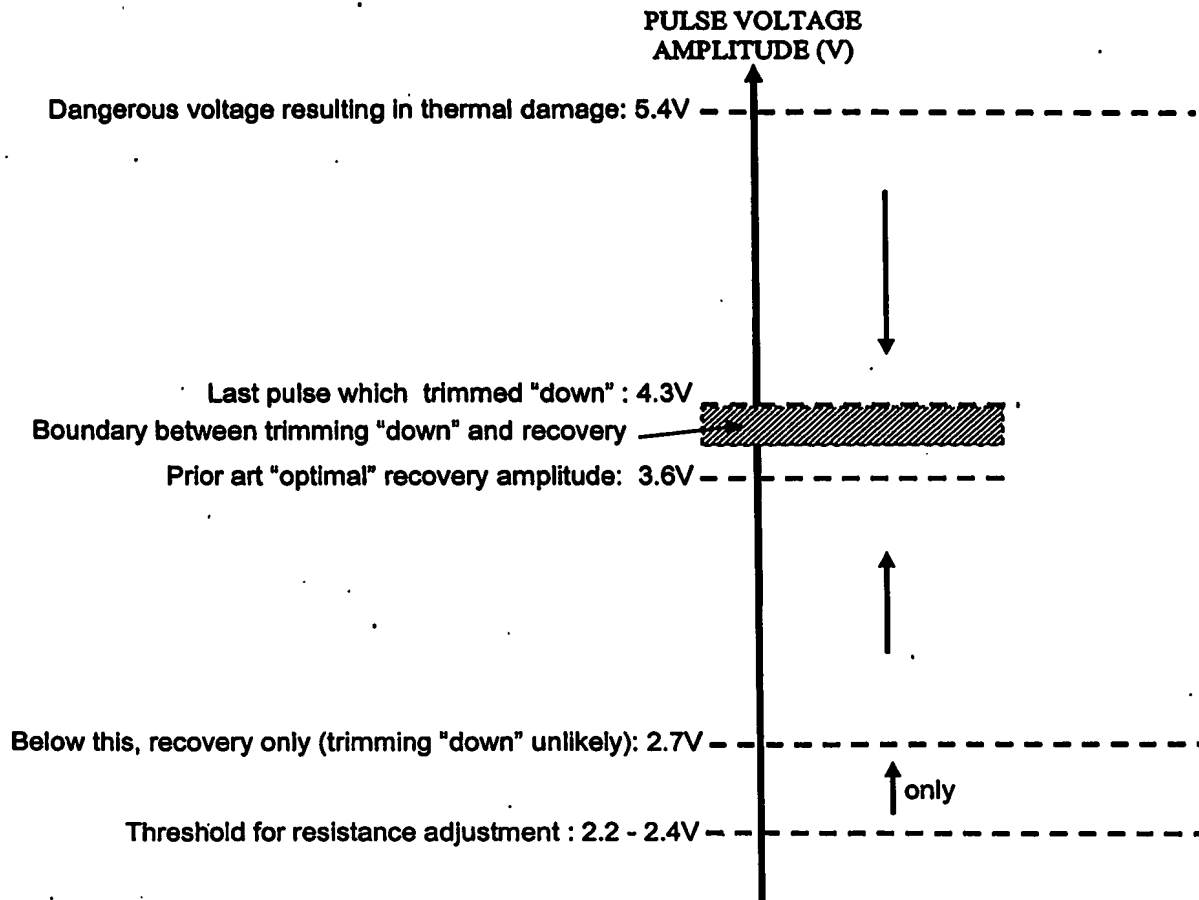 PULSE VOLTAGE
AMPLITUDE (V)
Dangerous voltage resulting in thermal damage: 5.4V
Last pulse which trimmed "down" : 4.3V
Boundary between trimming "down" and recovery
Prior art "optimal" recovery amplitude: 3.6V
Below this, recovery only (trimming "down" unlikely): 2.7V
only
Threshold for resistance adjustment : 2.2 - 2.4V